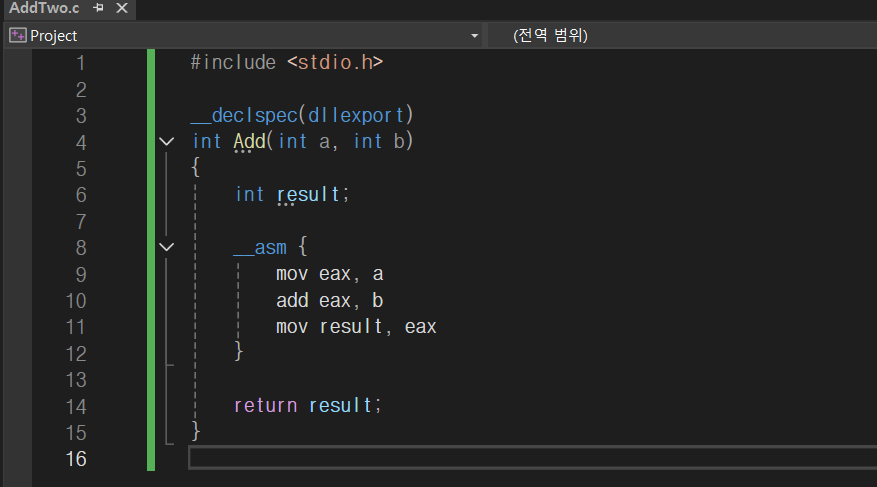 AddTwo.c
Project (전역 범위)
1 #include <stdio.h>
2
3 __declspec(dllexport)
4 int Add(int a, int b)
5 {
6 int result;
7
8 __asm {
9 mov eax, a
10 add eax, b
11 mov result, eax
12 }
13
14 return result;
15 }
16